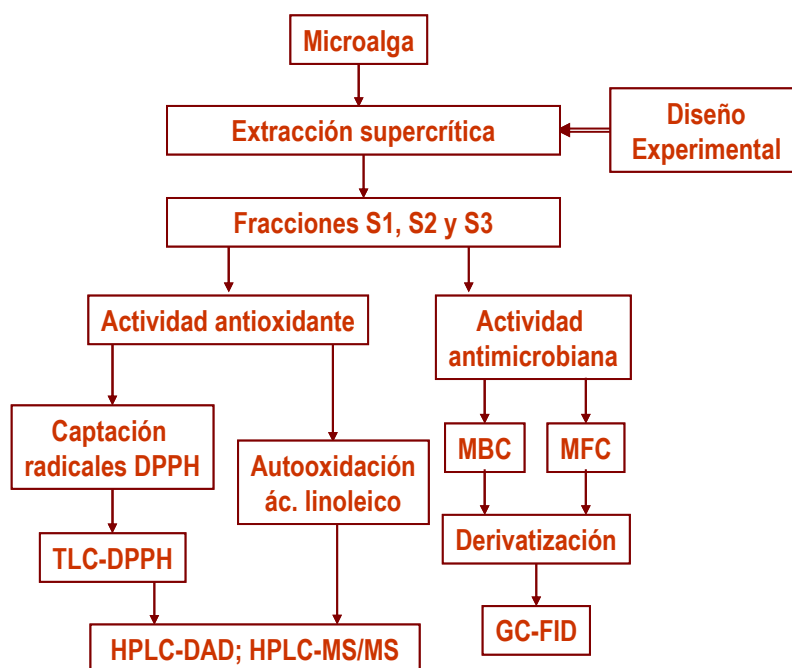 Microalga
Extracción supercrítica
Diseño
Experimental
Fracciones S1, S2 y S3
Actividad antioxidante
Actividad
antimicrobiana
Captación
radicales DPPH
Autooxidación
ác. linoleico
MBC
MFC
TLC-DPPH
Derivatización
HPLC-DAD; HPLC-MS/MS
GC-FID